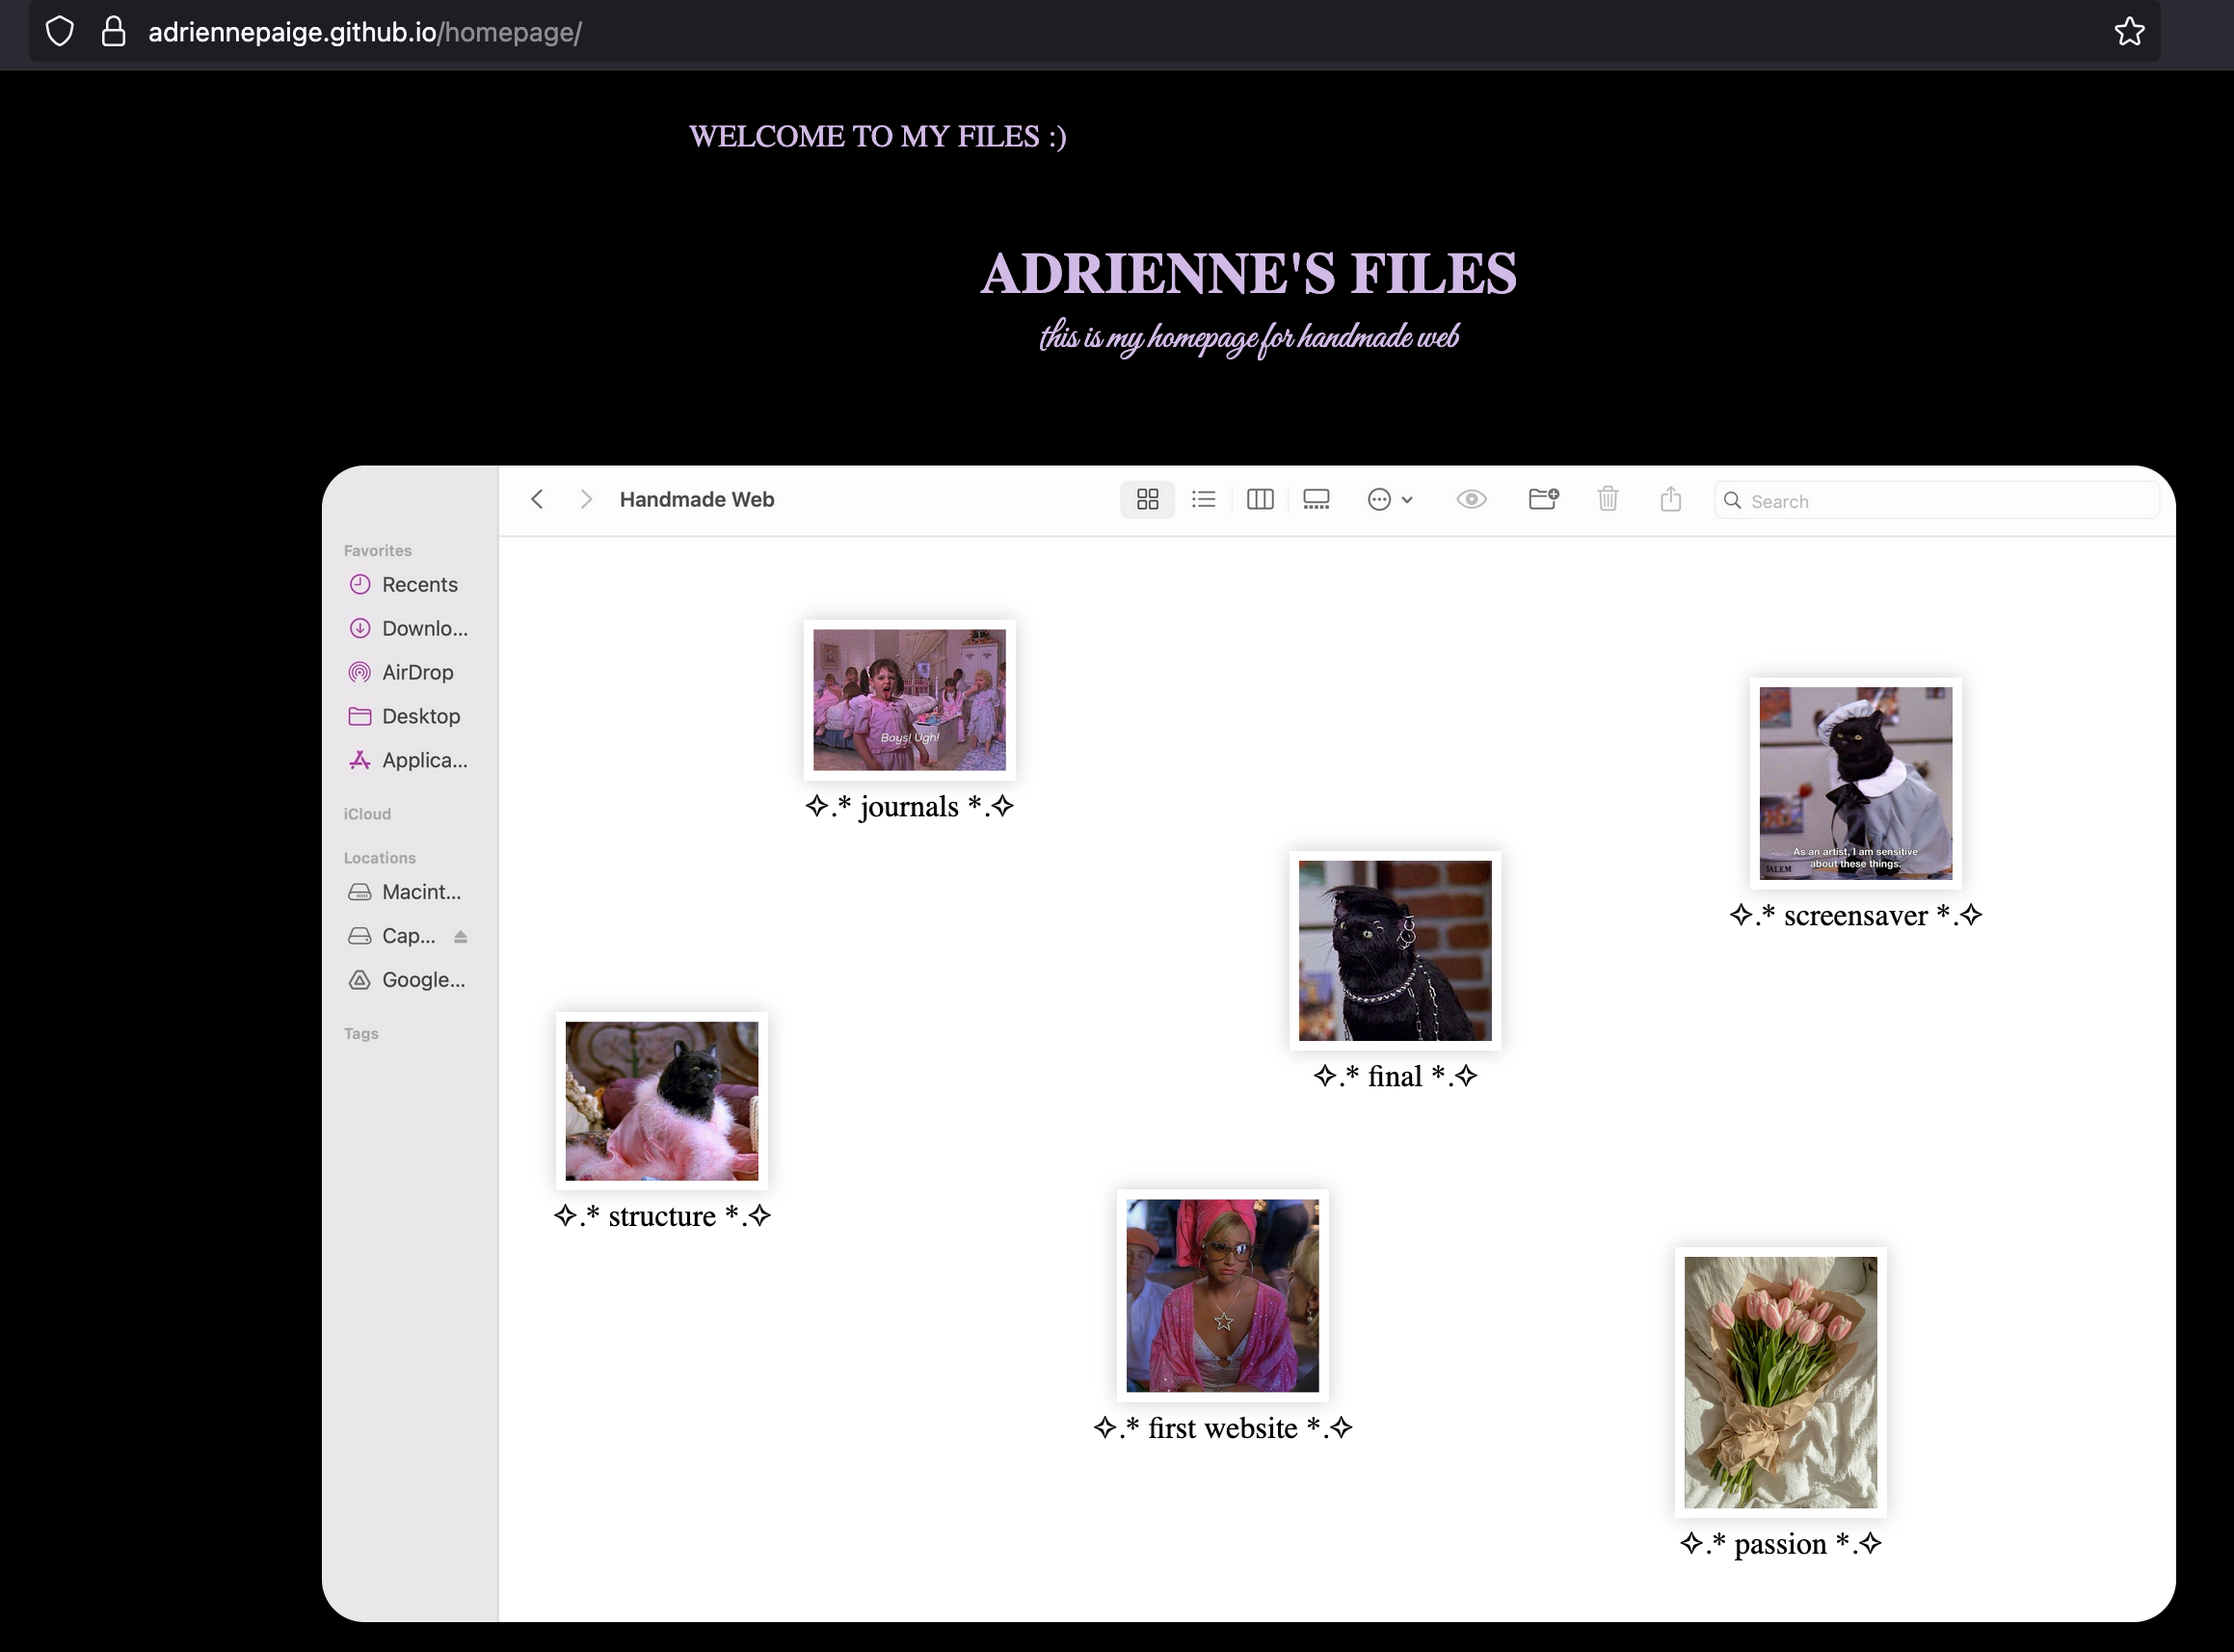 adriennepaige.github.io/homepage/
WELCOME TO MY FILES :)
ADRIENNE'S FILES
this is my homepage for handmade web
Handmade Web
Search
Favorites
Recents
Downlo...
AirDrop
Desktop
Applica...
iCloud
Locations
Macint...
Cap...
Google...
Tags
Boys! Ugh!
✧.* journals *.✧
As an artist, I am sensitive
about these things.
SALEM
✧.* screensaver *.✧
✧.* final *.✧
✧.* structure *.✧
✧.* first website *.✧
✧.* passion *.✧